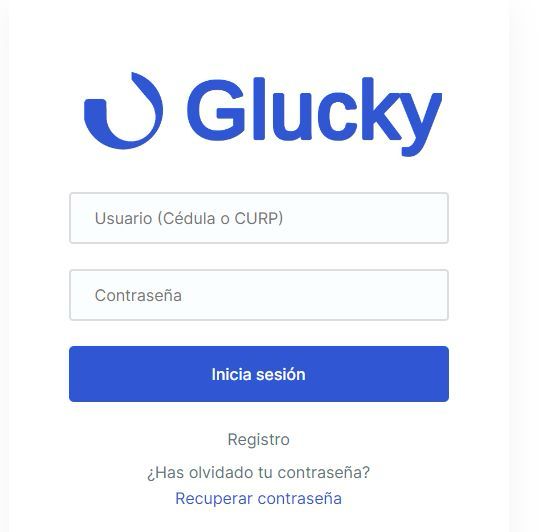 Glucky
Usuario (Cédula o CURP)
Contraseña
Inicia sesión
Registro
¿Has olvidado tu contraseña?
Recuperar contraseña